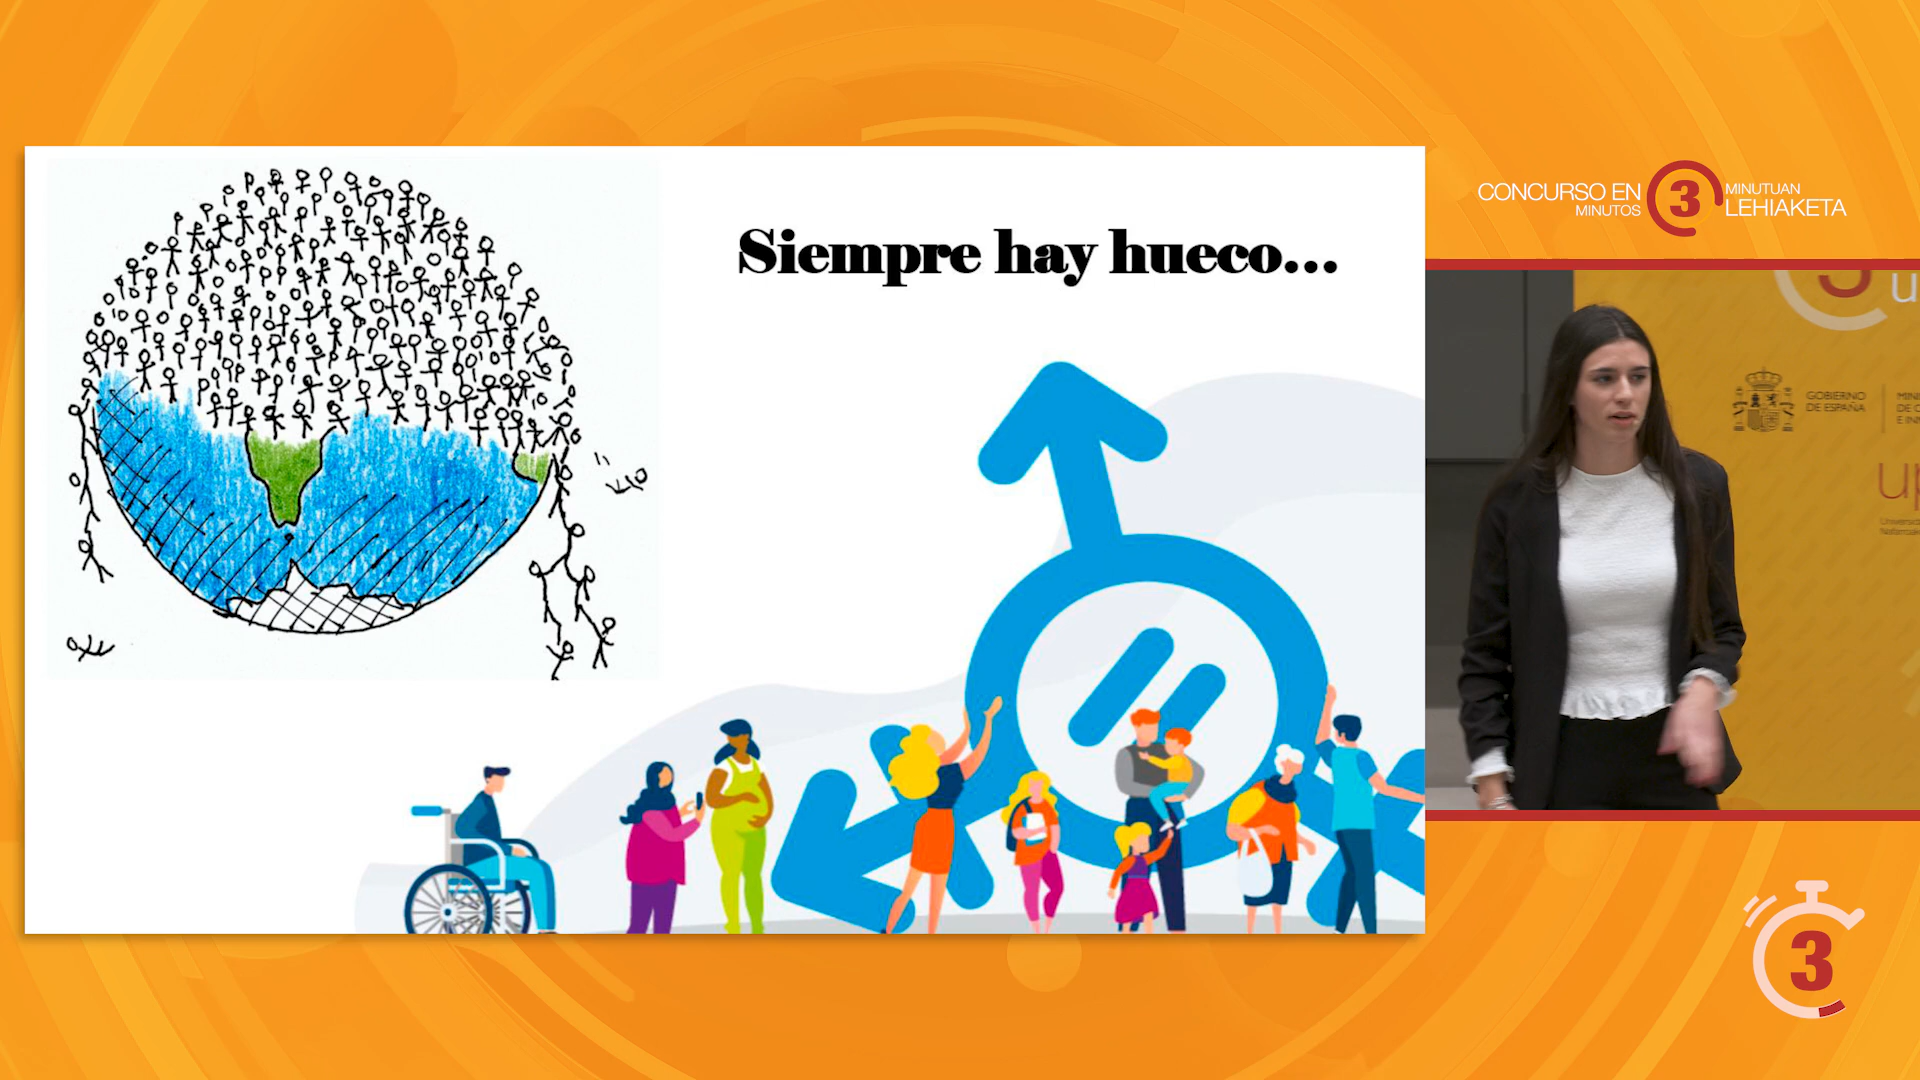 Siempre hay hueco...
CONCURSO EN
MINUTOS
3
MINUTUAN
LEHIAKETA
GOBIERNO
DE ESPAÑA
3